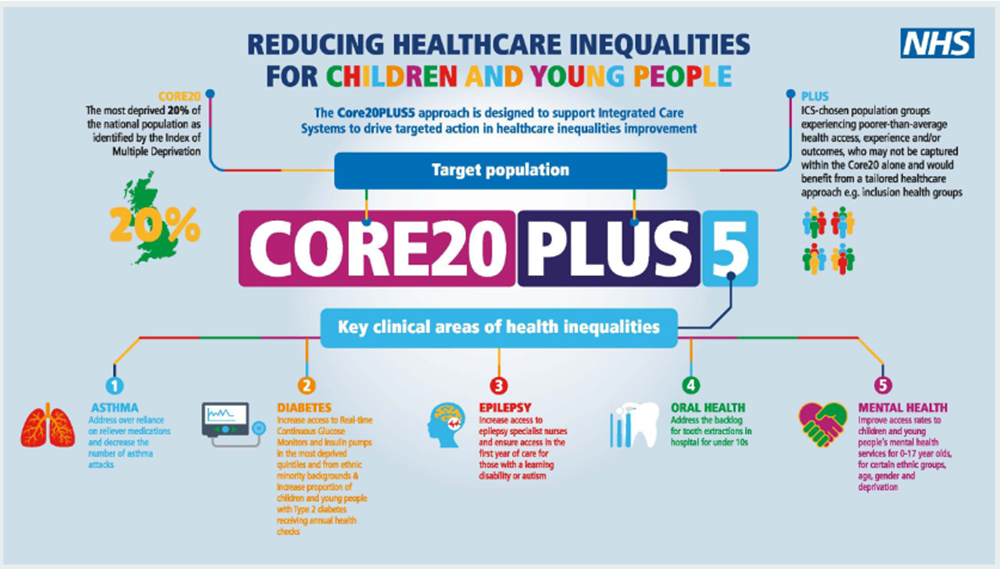 REDUCING HEALTHCARE INEQUALITIES
FOR CHILDREN AND YOUNG PEOPLE
NHS
The Core20PLUS5 approach is designed to support Integrated Care
Systems to drive targeted action in healthcare inequalities improvement
CORE20
The most deprived 20% of
the national population as
identified by the Index of
Multiple Deprivation
20%
PLUS
ICS-chosen population groups
experiencing poorer-than-average
health access, experience and/or
outcomes, who may not be captured
within the Core20 alone and would
benefit from a tailored healthcare
approach e.g. inclusion health groups
Target population
CORE20 PLUS 5
Key clinical areas of health inequalities
1
ASTHMA
Address over reliance
on reliever medications
and decrease the
number of asthma
attacks
2
DIABETES
Increase access to Real-time
Continuous Glucose
Monitors and Insulin pumps
in the most deprived
quintiles and from ethnic
minority backgrounds &
increase proportion of
children and young people
with Type 2 diabetes
receiving annual health
checks
3
EPILEPSY
Increase access to
epilepsy specialist nurses
and ensure access in the
first year of care for
those with a learning
disability or autism
4
ORAL HEALTH
Address the backlog
for tooth extractions in
hospital for under 10s
5
MENTAL HEALTH
Improve access rates to
children and young
people's mental health
services for 0-17 year olds,
for certain ethnic groups,
age, gender and
deprivation